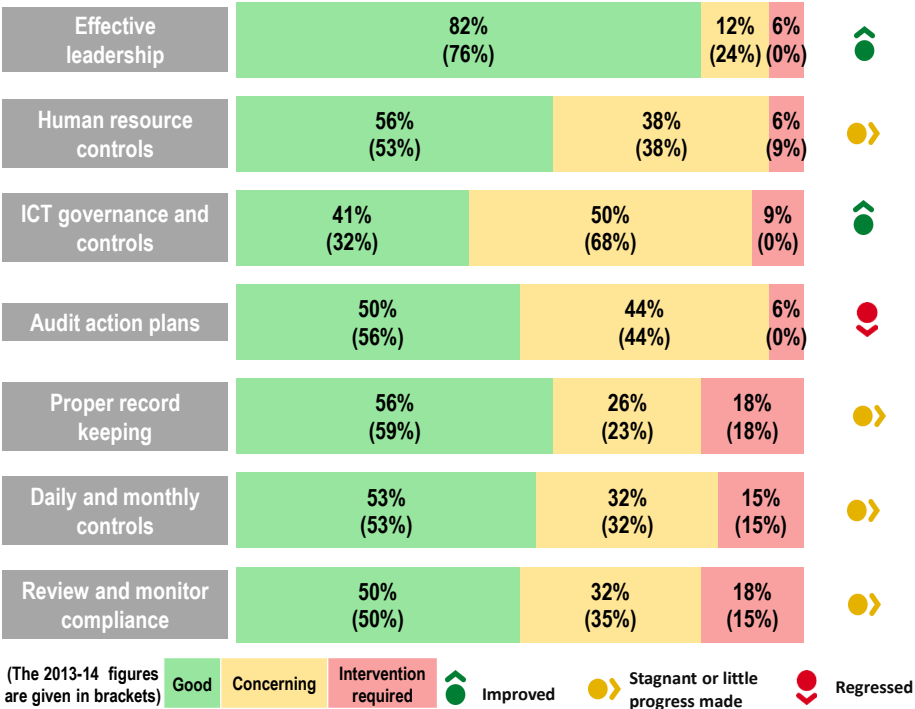 Effective
leadership
82%
(76%)
12%
(24%)
6%
(0%)
Human resource
controls
56%
(53%)
38%
(38%)
6%
(9%)
ICT governance and
controls
41%
(32%)
50%
(68%)
9%
(0%)
Audit action plans
50%
(56%)
44%
(44%)
6%
(0%)
Proper record
keeping
56%
(59%)
26%
(23%)
18%
(18%)
Daily and monthly
controls
53%
(53%)
32%
(32%)
15%
(15%)
Review and monitor
compliance
50%
(50%)
32%
(35%)
18%
(15%)
(The 2013-14 figures
are given in brackets)
Good
Concerning
Intervention
required
Improved
Stagnant or little
progress made
Regressed